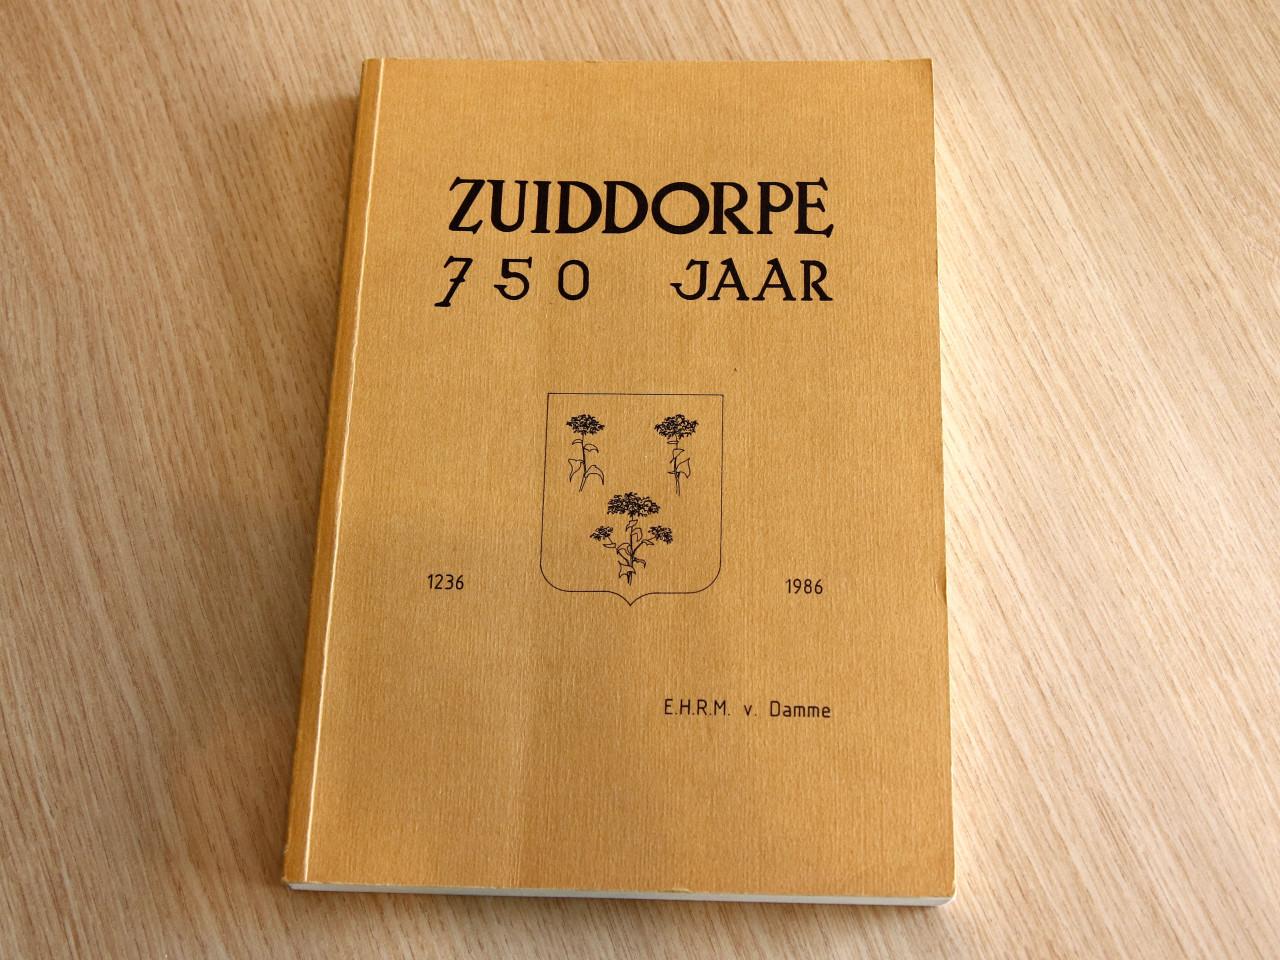 ZUIDDORPE
750 JAAR
1236 1986
E.H.R.M. v. Damme